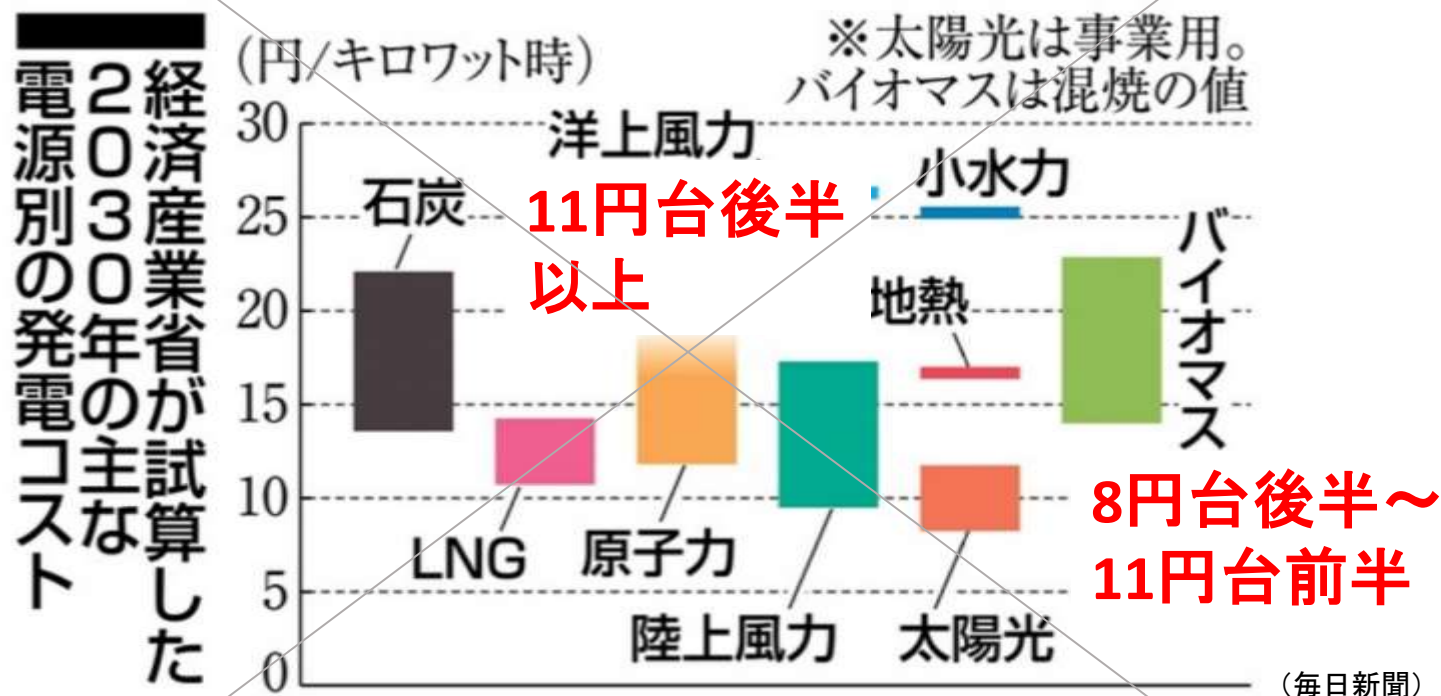 経済産業省が試算した
2030年の主な
電源別の発電コスト
(円/キロワット時)
※太陽光は事業用。
バイオマスは混焼の値
30
25
20
15
10
5
0
洋上風力
11円台後半
以上
石炭
小水力
地熱
バイオマス
LNG
原子力
陸上風力
太陽光
8円台後半～
11円台前半
(毎日新聞)